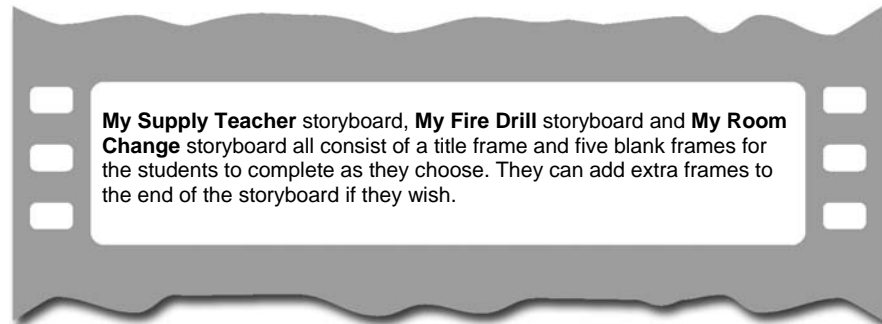 My Supply Teacher storyboard, My Fire Drill storyboard and My Room
Change storyboard all consist of a title frame and five blank frames for
the students to complete as they choose. They can add extra frames to
the end of the storyboard if they wish.